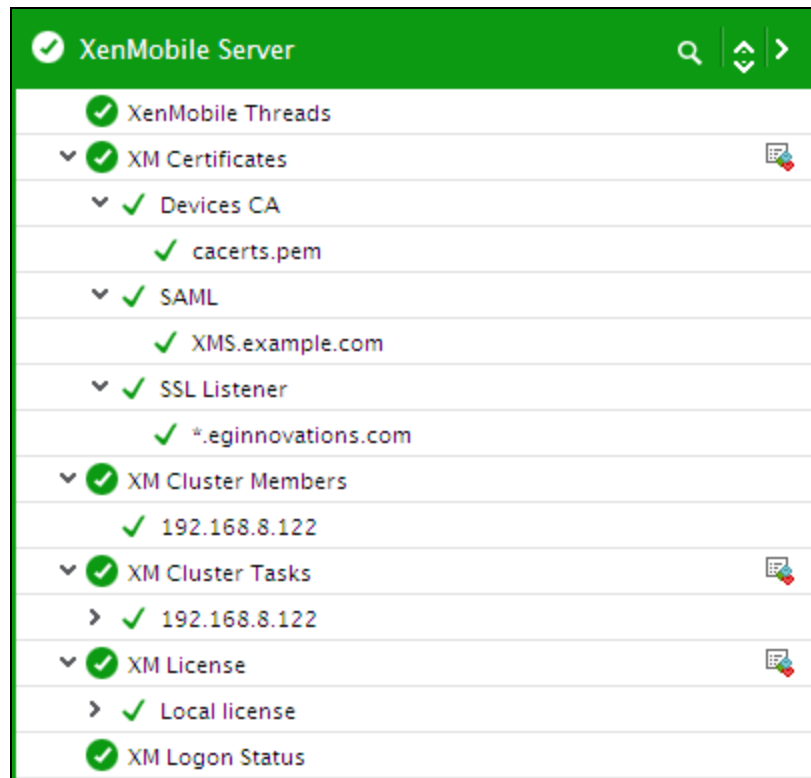 XenMobile Server
XenMobile Threads
XM Certificates
Devices CA
cacerts.pem
SAML
XMS.example.com
SSL Listener
*.eginnovations.com
XM Cluster Members
192.168.8.122
XM Cluster Tasks
192.168.8.122
XM License
Local license
XM Logon Status